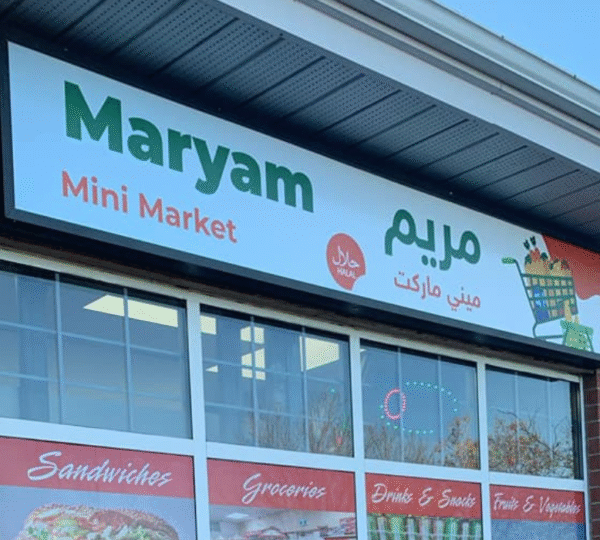 Maryam
Mini Market
حلال
HALAL
مريم
ميني ماركت
Sandwiches
Groceries
Drinks & Snacks
Fruits & Vegetables